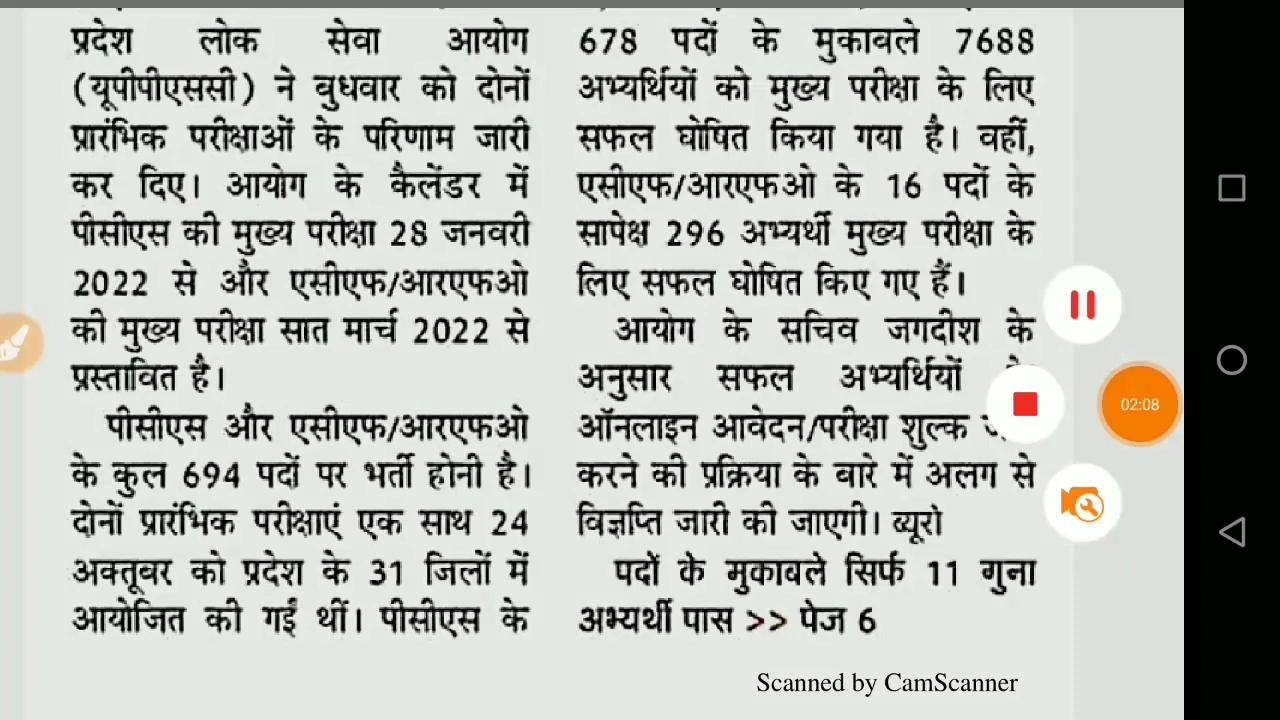 प्रदेश लोक सेवा आयोग
(यूपीपीएससी) ने बुधवार को दोनों
प्रारंभिक परीक्षाओं के परिणाम जारी
कर दिए। आयोग के कैलेंडर में
पीसीएस की मुख्य परीक्षा 28 जनवरी
2022 से और एसीएफ/आरएफओ
की मुख्य परीक्षा सात मार्च 2022 से
प्रस्तावित है।
पीसीएस और एसीएफ/आरएफओ
के कुल 694 पदों पर भर्ती होनी है।
दोनों प्रारंभिक परीक्षाएं एक साथ 24
अक्तूबर को प्रदेश के 31 जिलों में
आयोजित की गईं थीं। पीसीएस के
678 पदों के मुकाबले 7688
अभ्यर्थियों को मुख्य परीक्षा के लिए
सफल घोषित किया गया है। वहीं,
एसीएफ/आरएफओ के 16 पदों के
सापेक्ष 296 अभ्यर्थी मुख्य परीक्षा के
लिए सफल घोषित किए गए हैं।
आयोग के सचिव जगदीश के
अनुसार सफल अभ्यर्थियों
ऑनलाइन आवेदन/परीक्षा शुल्क
करने की प्रक्रिया के बारे में अलग से
विज्ञप्ति जारी की जाएगी। ब्यूरो
पदों के मुकाबले सिर्फ 11 गुना
अभ्यर्थी पास >> पेज 6
Scanned by CamScanner
02:08